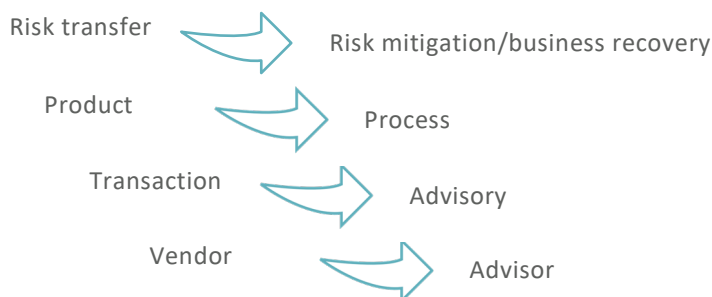 Risk transfer
Risk mitigation/business recovery
Product
Process
Transaction
Advisory
Vendor
Advisor